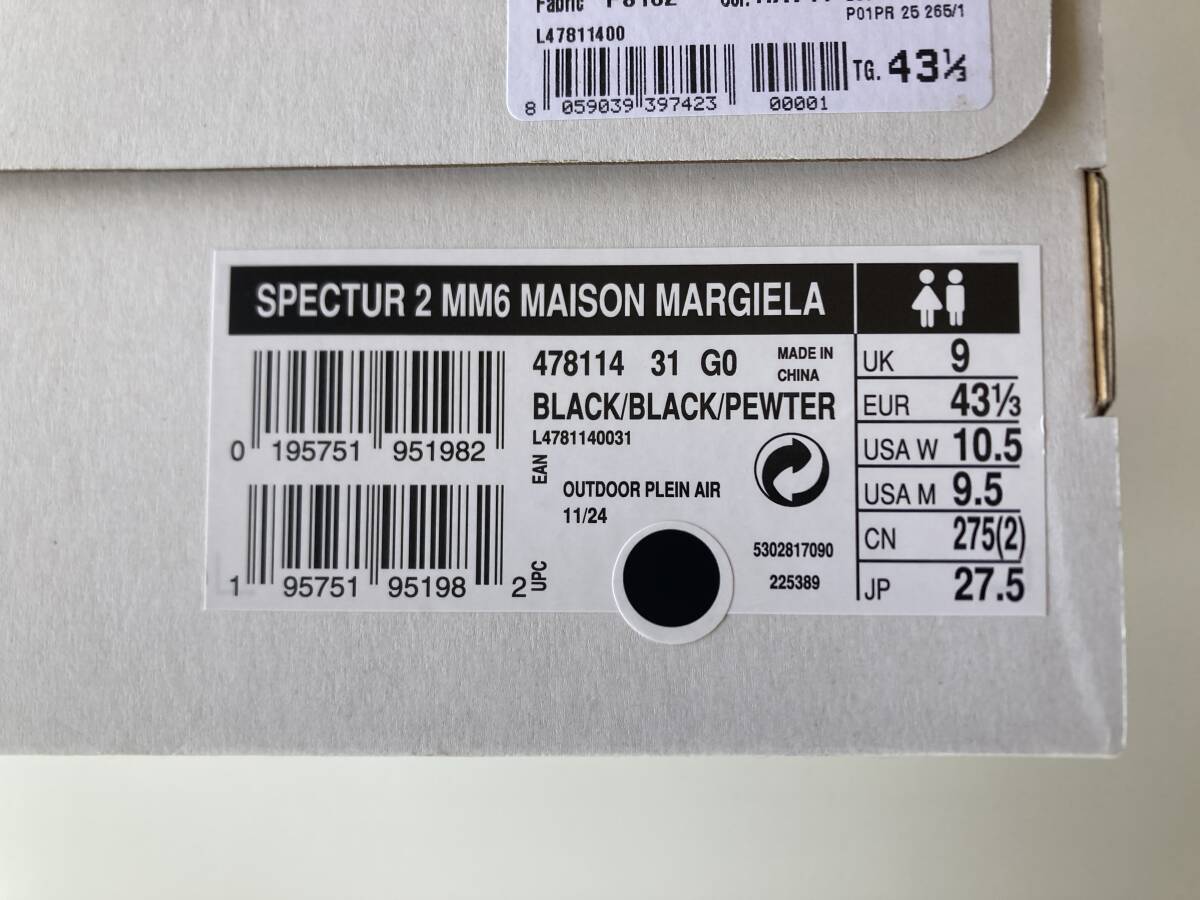 Fabric
P01PR 25 265/1
L47811400
TG. 43⅓
8 059039 397423 00001
SPECTUR 2 MM6 MAISON MARGIELA
478114 31 G0 MADE IN CHINA
BLACK/BLACK/PEWTER
L4781140031
0 195751 951982
EAN
OUTDOOR PLEIN AIR
11/24
5302817090
225389
1 95751 95198 2
UPC
UK 9
EUR 43⅓
USA W 10.5
USA M 9.5
CN 275(2)
JP 27.5